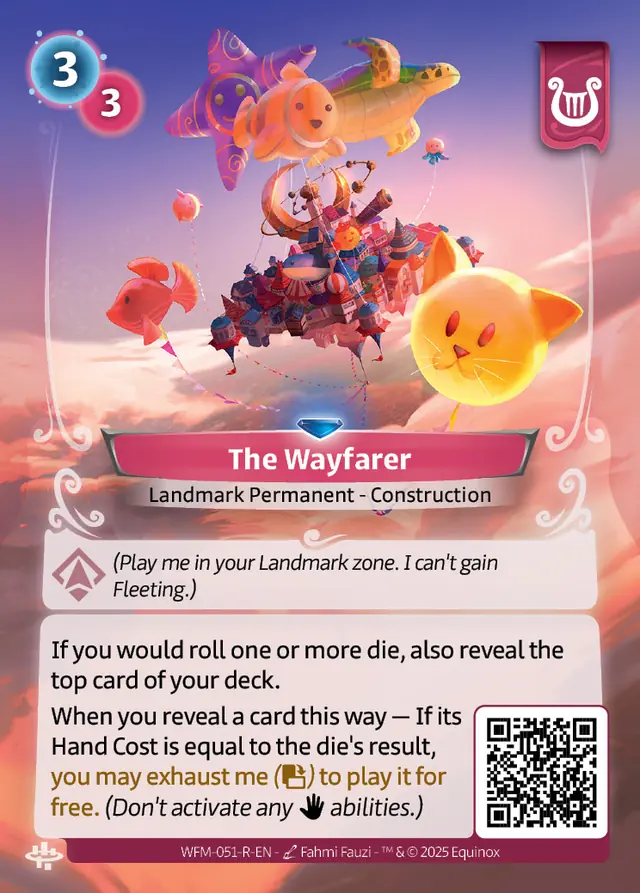 3
3
The Wayfarer
Landmark Permanent - Construction
(Play me in your Landmark zone. I can't gain
Fleeting.)
If you would roll one or more die, also reveal the
top card of your deck.
When you reveal a card this way — If its
Hand Cost is equal to the die's result,
you may exhaust me () to play it for
free. (Don't activate any abilities.)
WFM-051-R-EN - Fahmi Fauzi - ™ & © 2025 Equinox